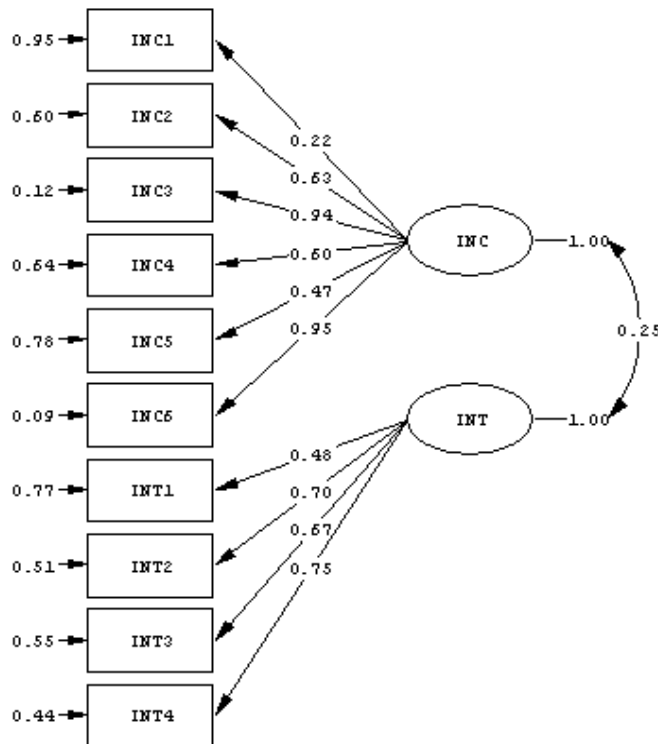 0.95 INC1
0.60 INC2
0.12 INC3
0.64 INC4
0.78 INC5
0.09 INC6
0.77 INT1
0.51 INT2
0.55 INT3
0.44 INT4
0.22
0.63
0.94
0.60
0.47
0.95
0.48
0.70
0.67
0.75
INC 1.00
0.25
INT 1.00